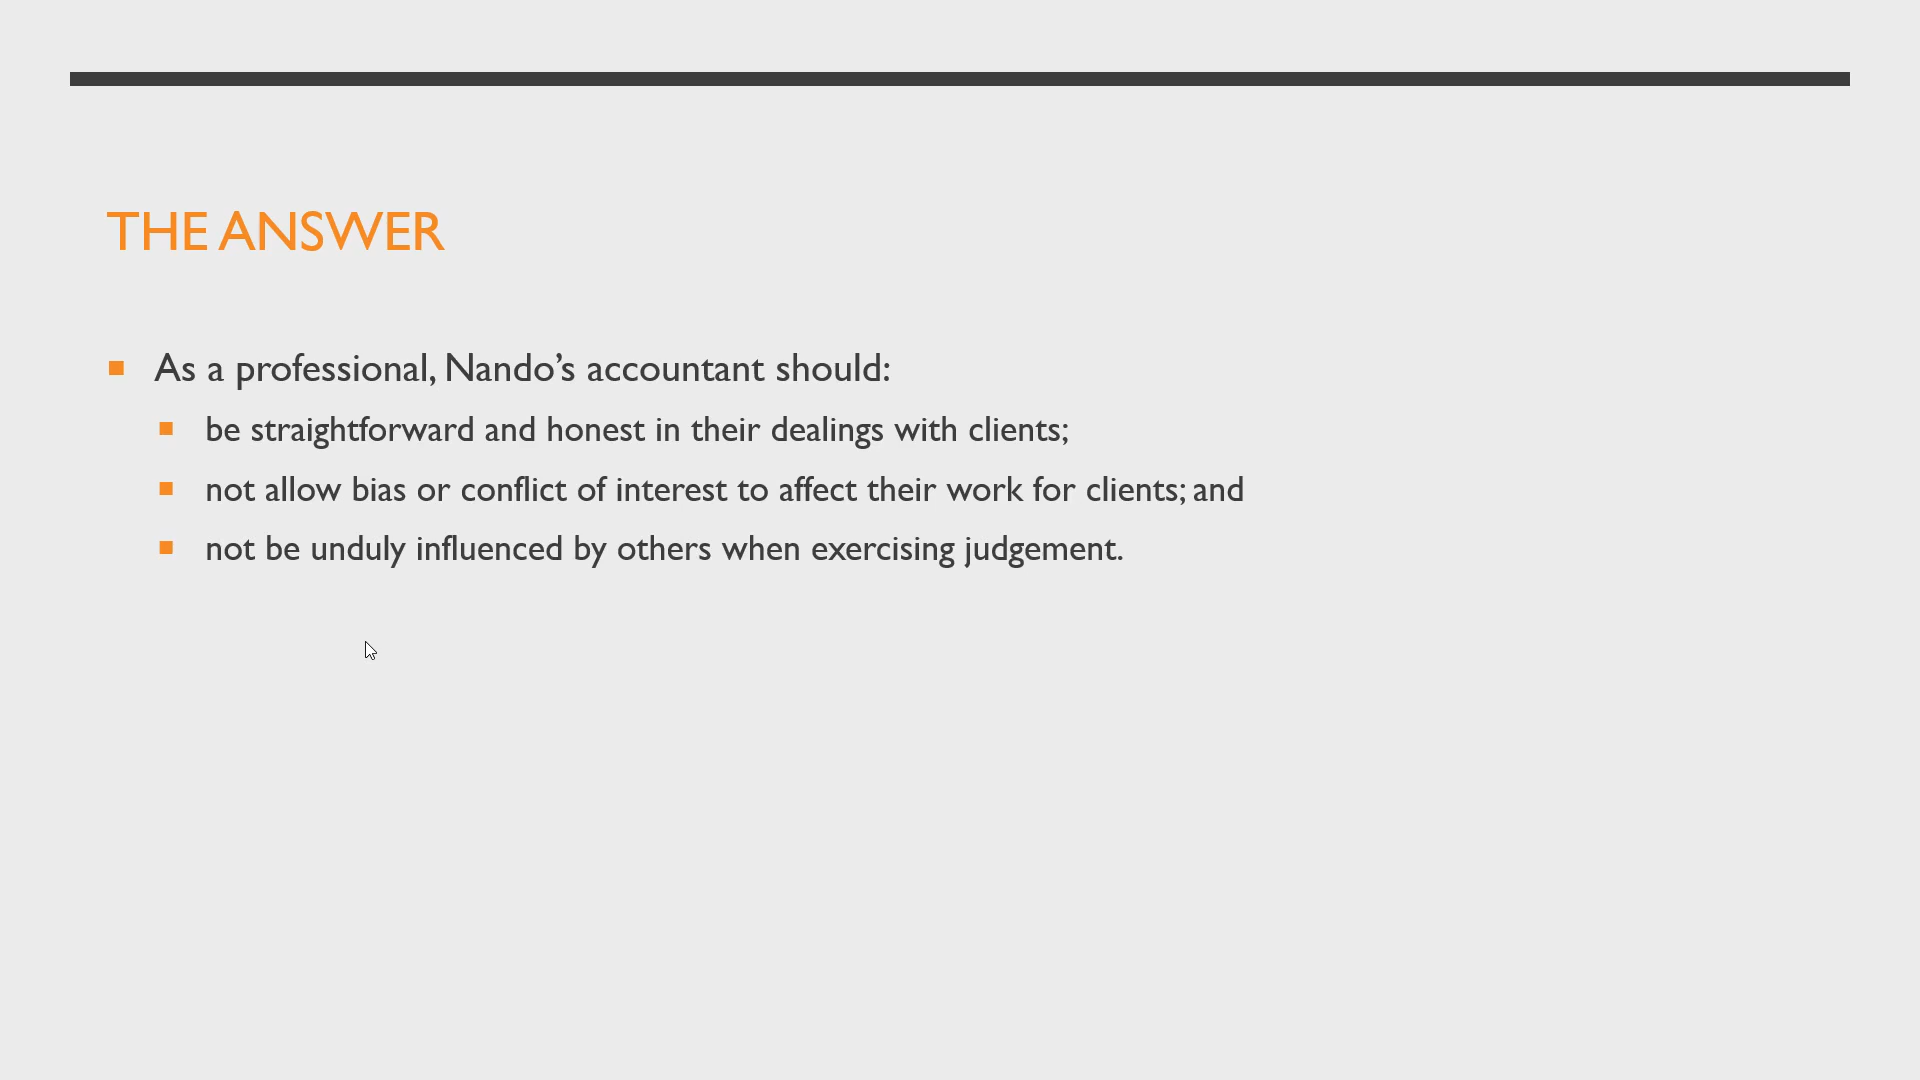 THE ANSWER
As a professional, Nando’s accountant should:
be straightforward and honest in their dealings with clients;
not allow bias or conflict of interest to affect their work for clients; and
not be unduly influenced by others when exercising judgement.